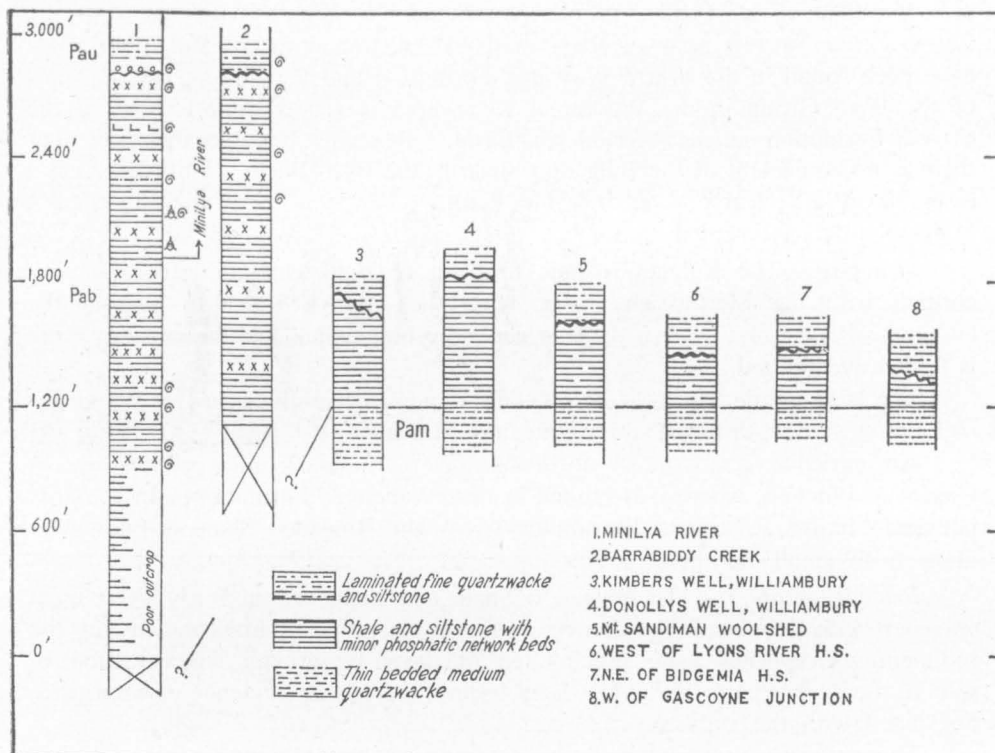 3,000'
Pau
1
2
2,400'
Minilya River
1,800'
Pab
3
4
5
6
7
8
1,200'
Pam
600'
Poor outcrop
?
0'
?
Laminated fine quartzwacke
and siltstone
Shale and siltstone with
minor phosphatic network beds
Thin bedded medium
quartzwacke
1. MINILYA RIVER
2. BARRABIDDY CREEK
3. KIMBERS WELL, WILLIAMBURY
4. DONOLLYS WELL, WILLIAMBURY
5. Mt. SANDIMAN WOOLSHED
6. WEST OF LYONS RIVER H.S.
7. N.E. OF BIDGEMIA H.S.
8. W. OF GASCOYNE JUNCTION